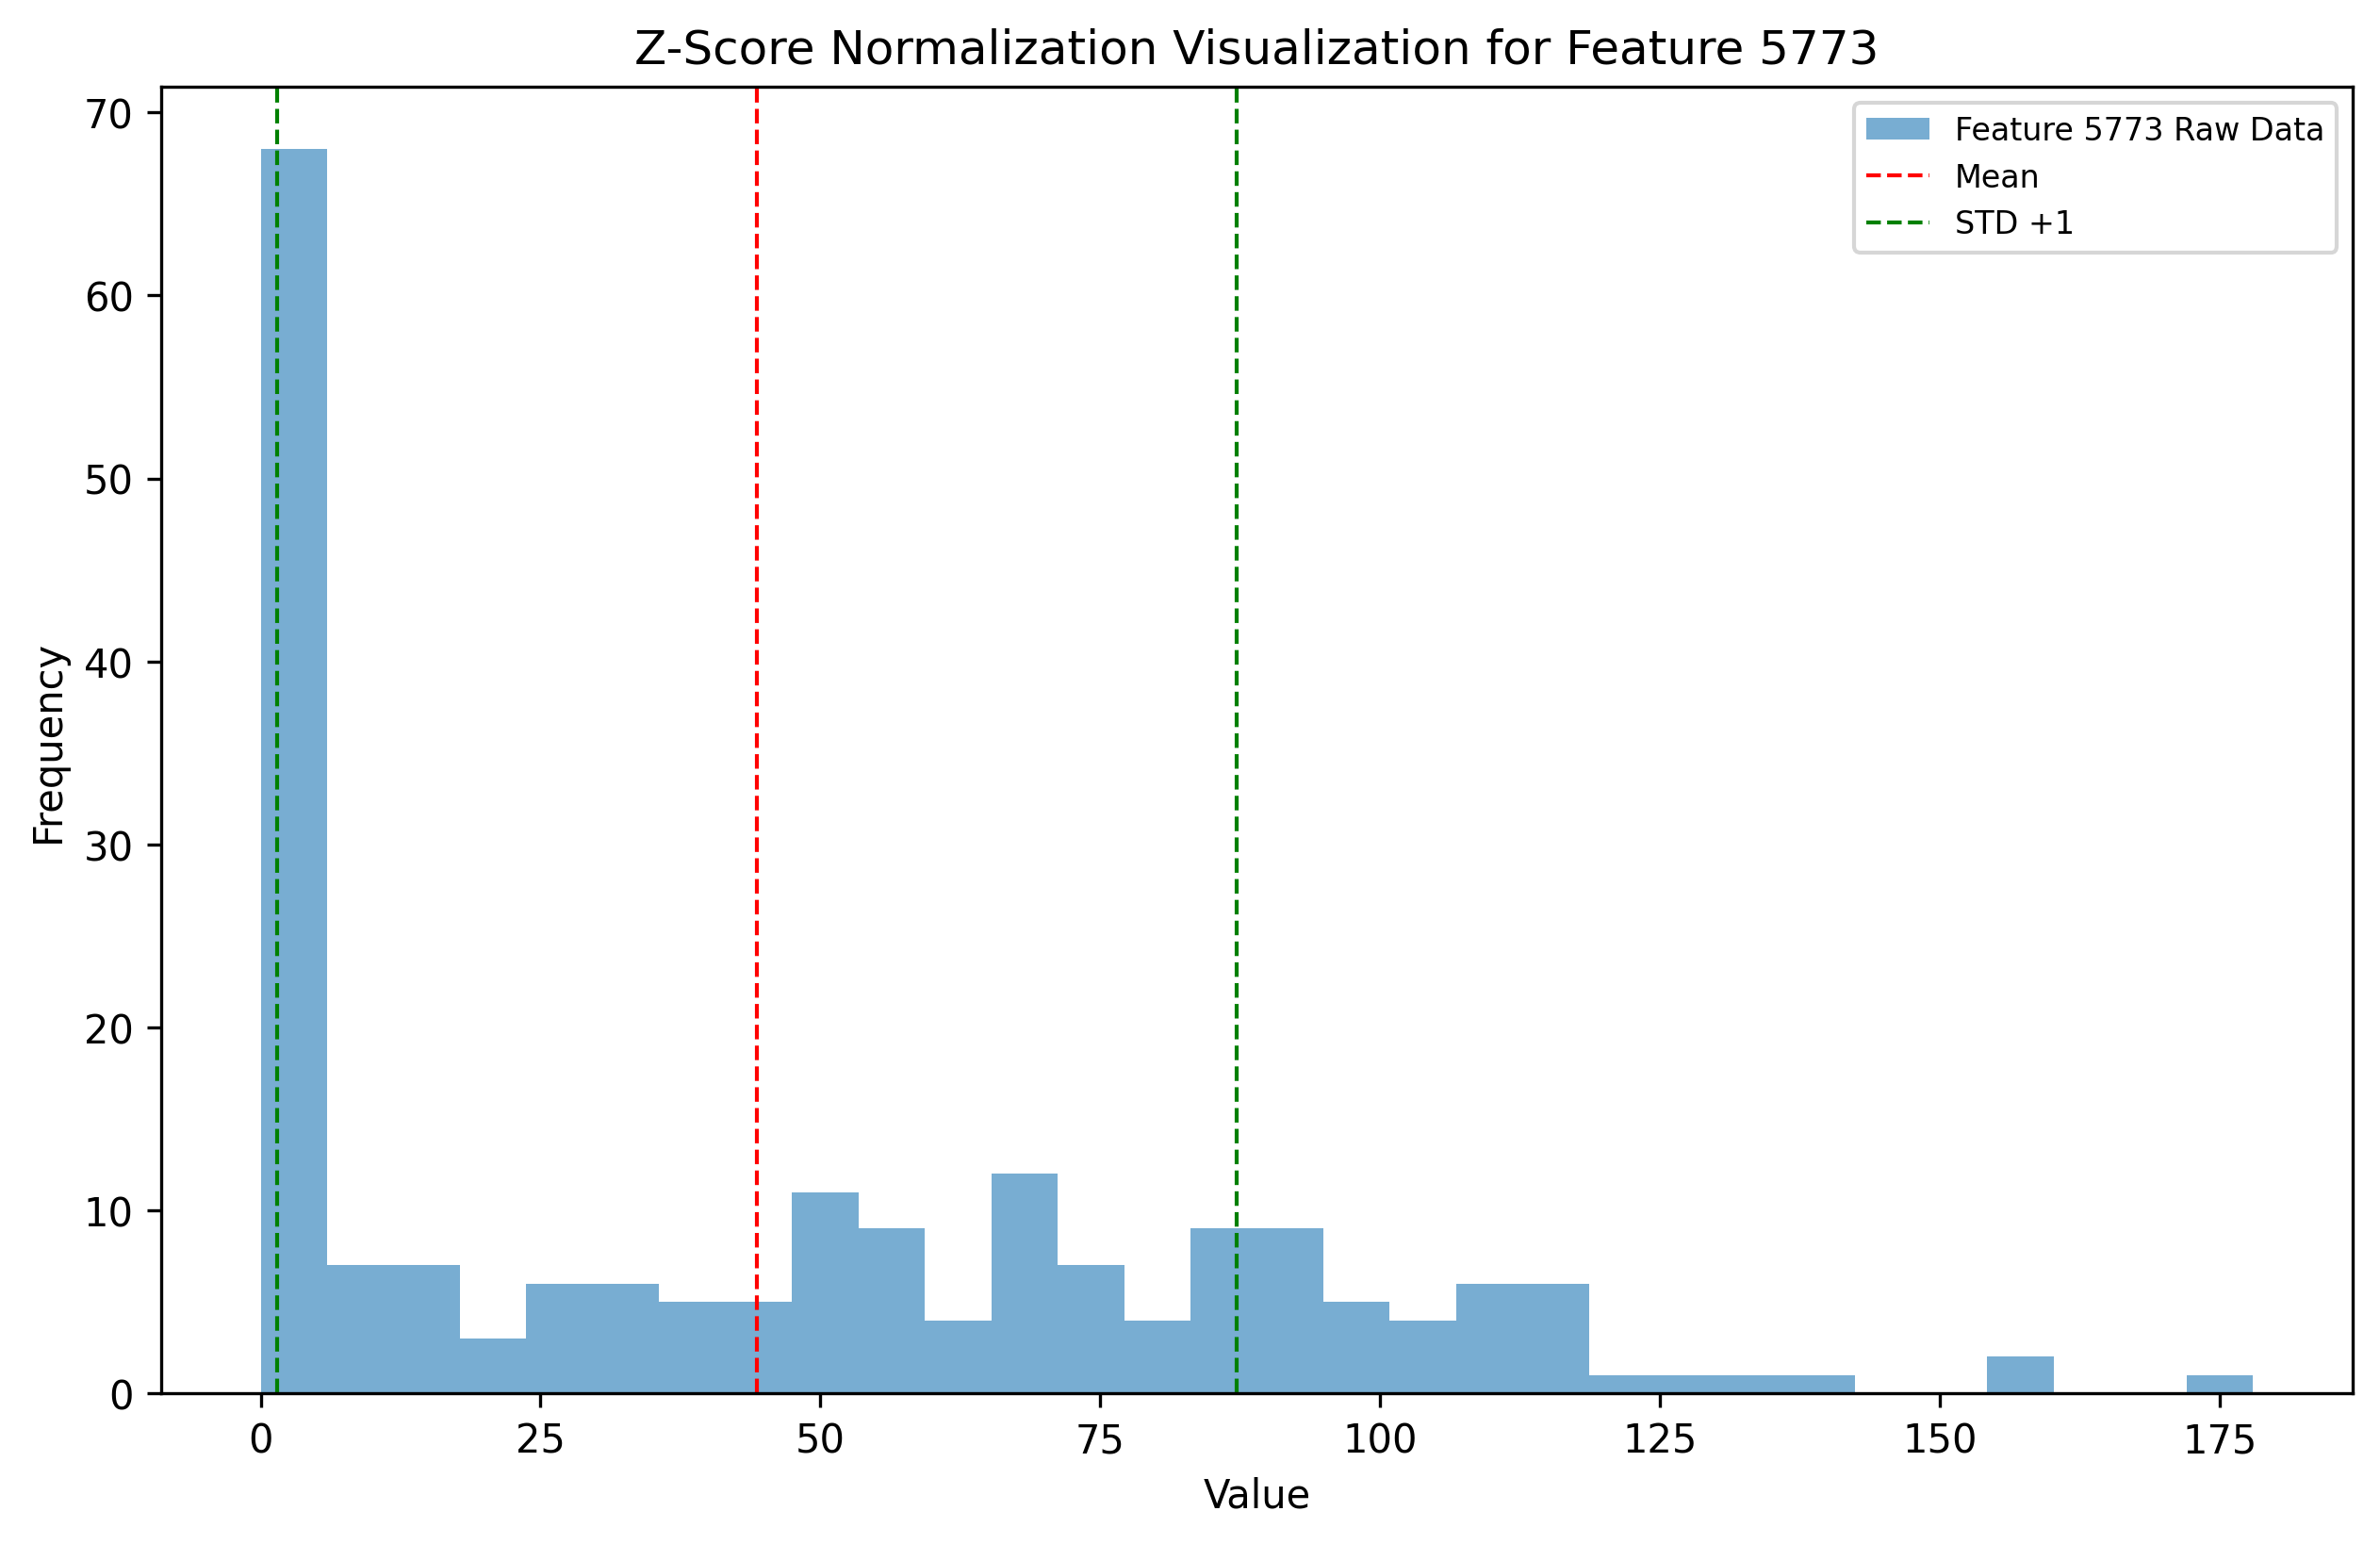 Z-Score Normalization Visualization for Feature 5773
Feature 5773 Raw Data
Mean
STD +1
70
60
50
40
30
20
10
0
Frequency
0 25 50 75 100 125 150 175
Value